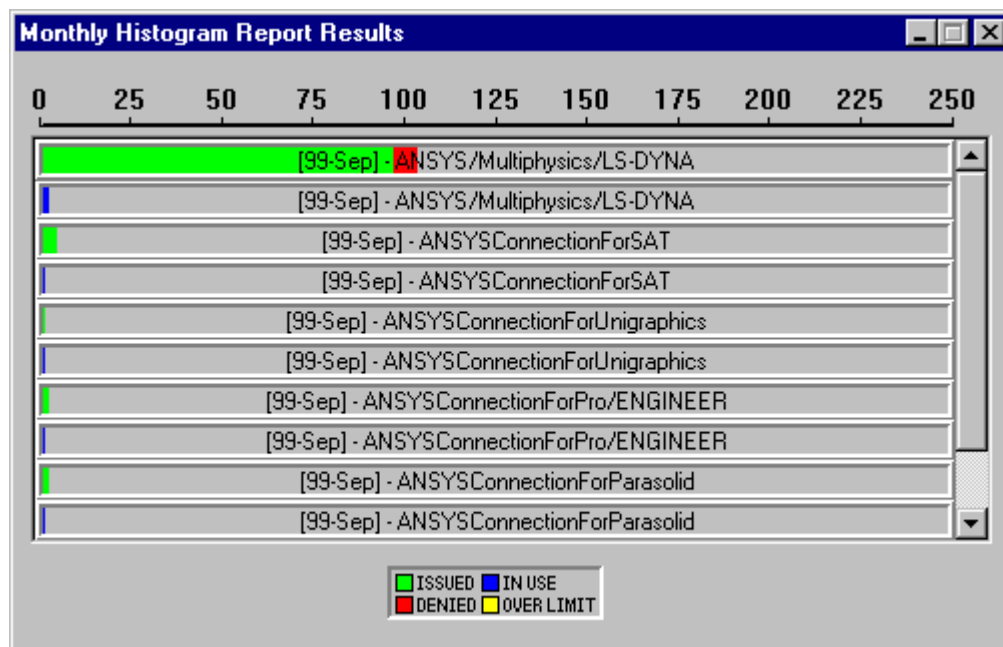 Monthly Histogram Report Results
0 25 50 75 100 125 150 175 200 225 250
[99-Sep] - ANSYS/Multiphysics/LS-DYNA
[99-Sep] - ANSYS/Multiphysics/LS-DYNA
[99-Sep] - ANSYSConnectionForSAT
[99-Sep] - ANSYSConnectionForSAT
[99-Sep] - ANSYSConnectionForUnigraphics
[99-Sep] - ANSYSConnectionForUnigraphics
[99-Sep] - ANSYSConnectionForPro/ENGINEER
[99-Sep] - ANSYSConnectionForPro/ENGINEER
[99-Sep] - ANSYSConnectionForParasolid
[99-Sep] - ANSYSConnectionForParasolid
ISSUED IN USE
DENIED OVER LIMIT